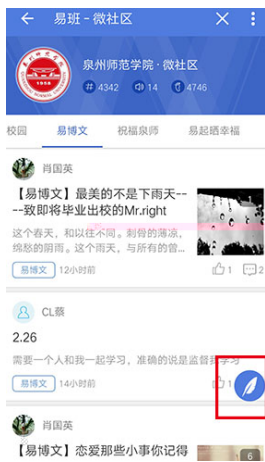 易班 - 微社区
泉州师范学院 · 微社区
# 4342 14 4746
校园 易博文 祝福泉师 易起晒幸福
肖国英
【易博文】最美的不是下雨天--
--致即将毕业出校的Mr.right
这个春天，和以往不同。刺骨的薄凉，
绵愁的阴雨。这个雨天，与所有的曾...
易博文 12小时前 1 2
CL蔡
2.26
需要一个人和我一起学习，准确的说是监督我学习
易博文 14小时前 1
肖国英
【易博文】恋爱那些小事你记得
6